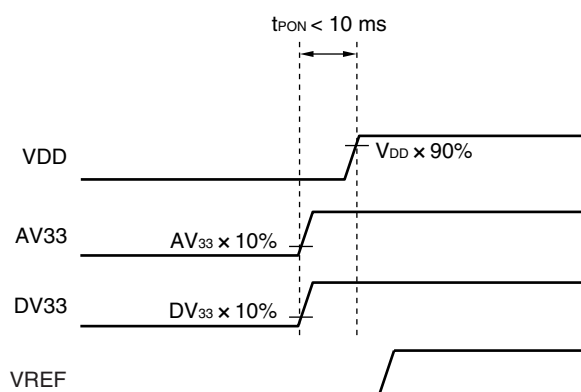 tPON < 10 ms
VDD
VDD × 90%
AV33
AV33 × 10%
DV33
DV33 × 10%
VREF